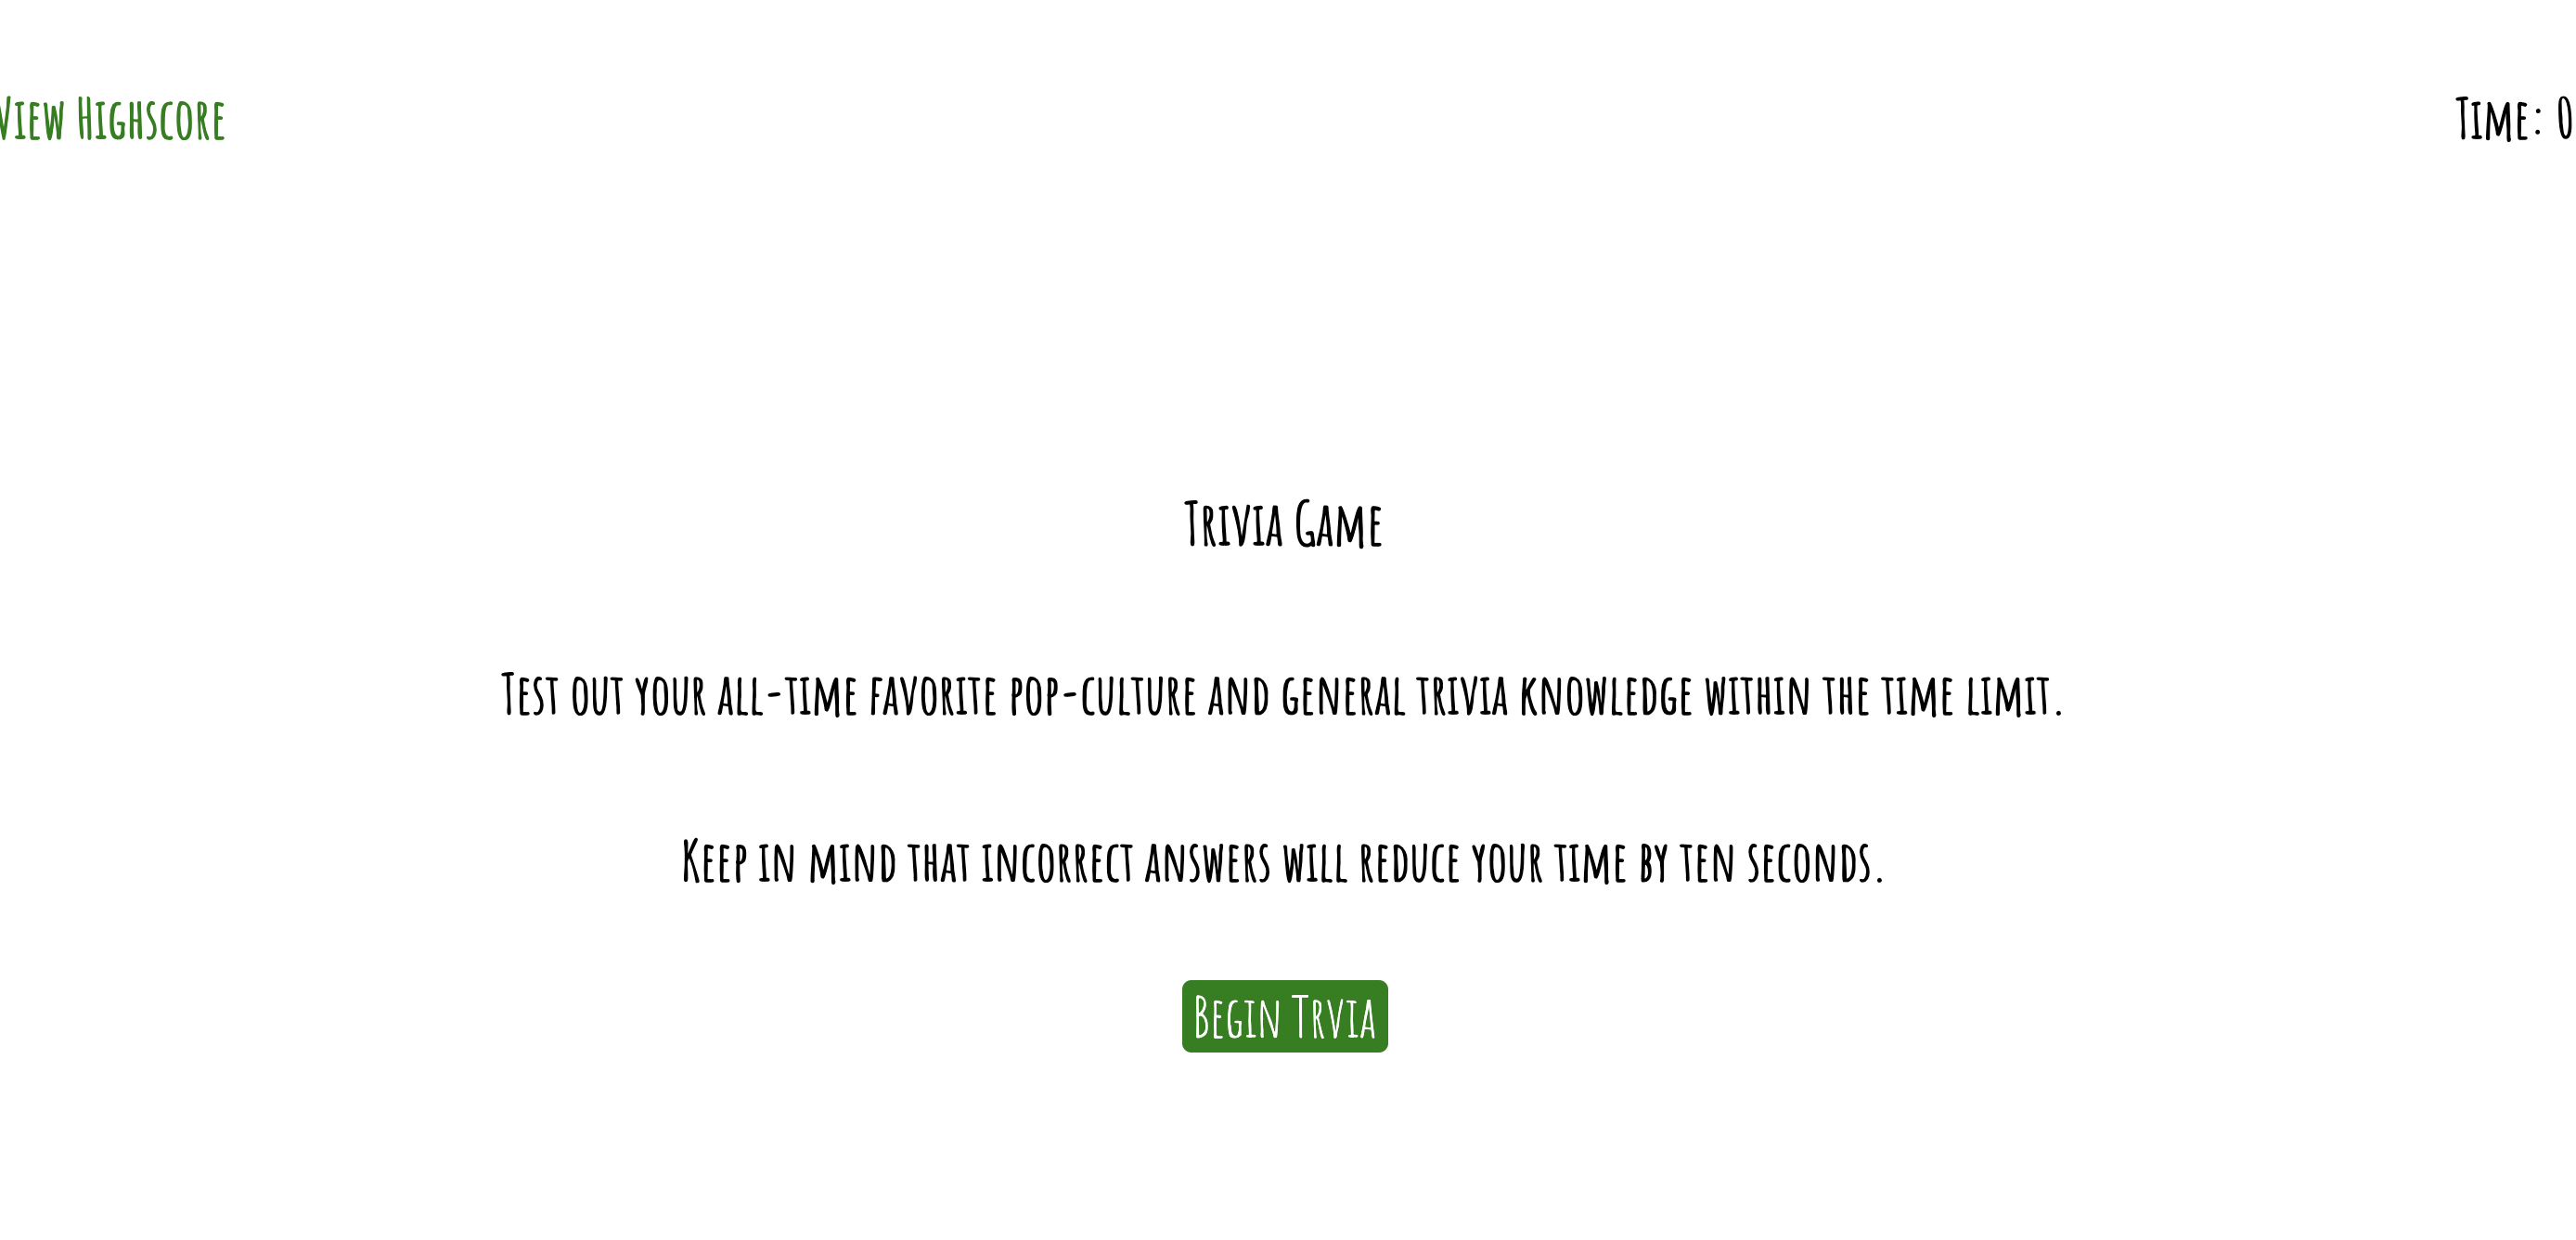 View Highscore
Time: 0
Trivia Game
Test out your all-time favorite pop-culture and general trivia knowledge within the time limit.
Keep in mind that incorrect answers will reduce your time by ten seconds.
Begin Trvia